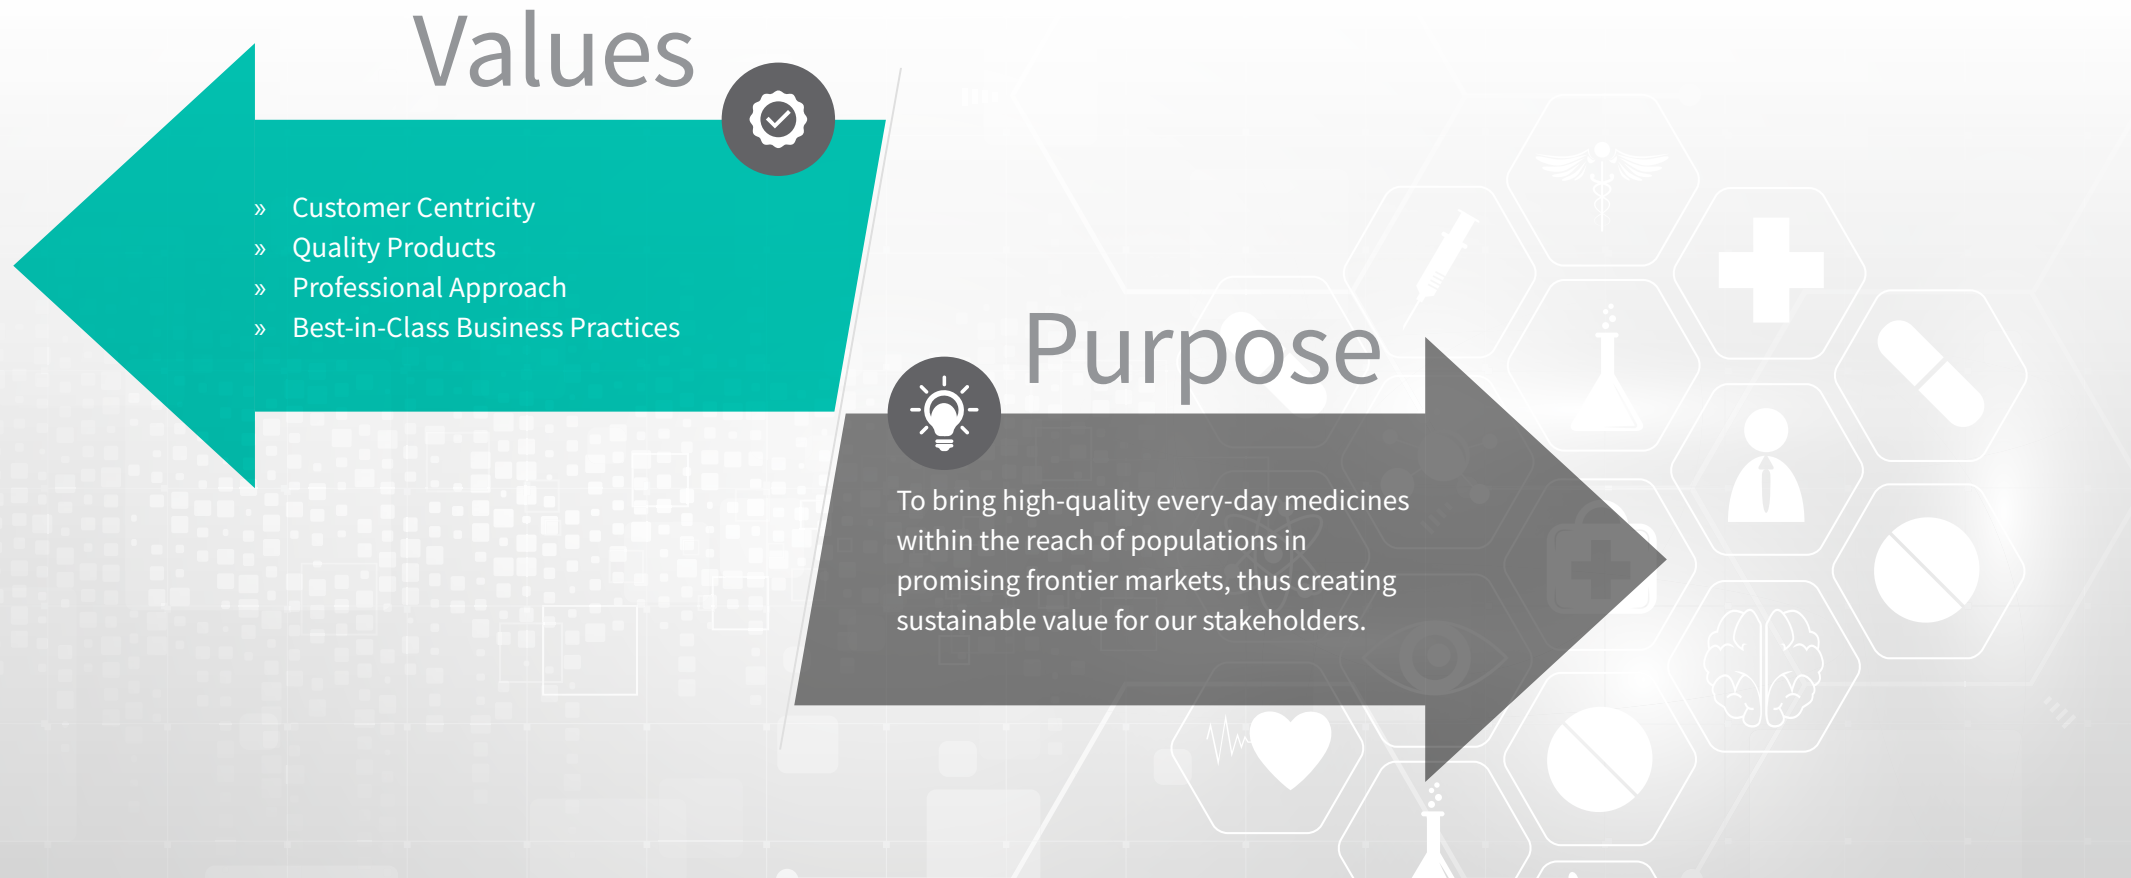 Values
» Customer Centricity
» Quality Products
» Professional Approach
» Best-in-Class Business Practices
Purpose
To bring high-quality every-day medicines
within the reach of populations in
promising frontier markets, thus creating
sustainable value for our stakeholders.